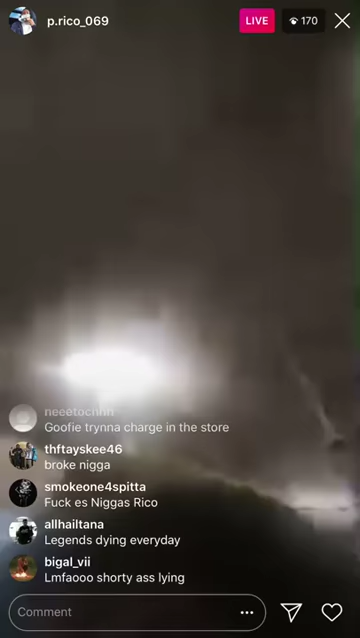 p.rico_069
LIVE
170
neeetochhh
Goofie trynna charge in the store
thftayskee46
broke nigga
smokeone4spitta
Fuck es Niggas Rico
allhailtana
Legends dying everyday
bigal_vii
Lmfaooo shorty ass lying
Comment